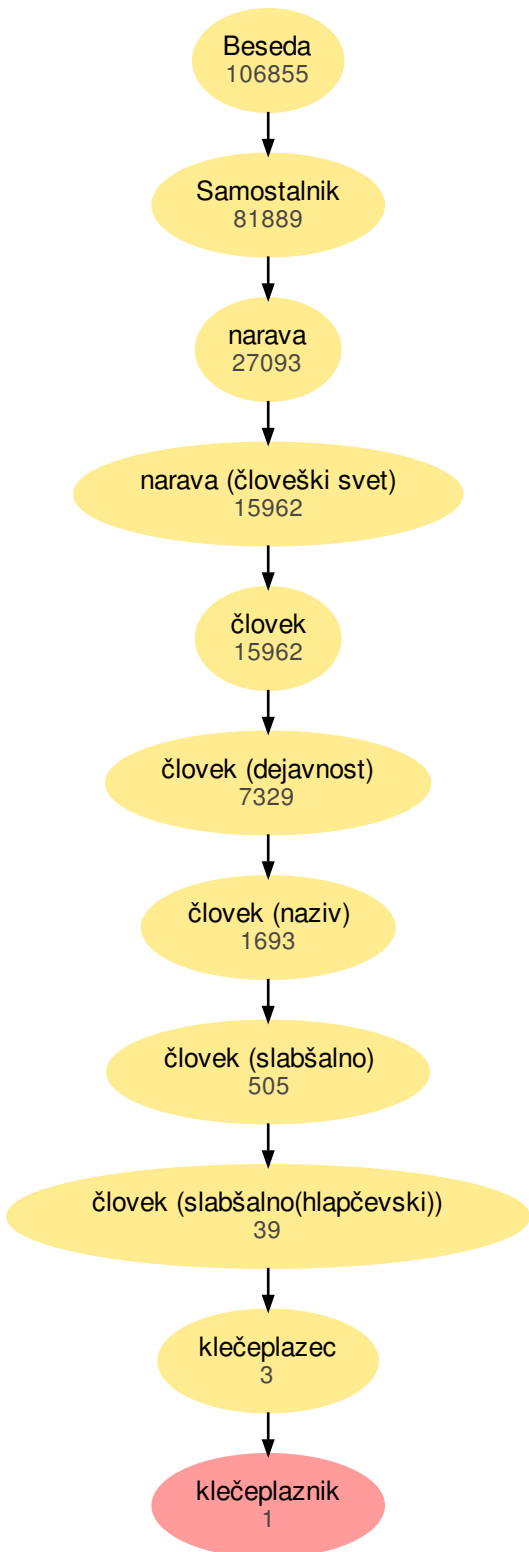 Beseda
106855
Samostalnik
81889
narava
27093
narava (človeški svet)
15962
človek
15962
človek (dejavnost)
7329
človek (naziv)
1693
človek (slabšalno)
505
človek (slabšalno(hlapčevski))
39
klečeplazec
3
klečeplaznik
1